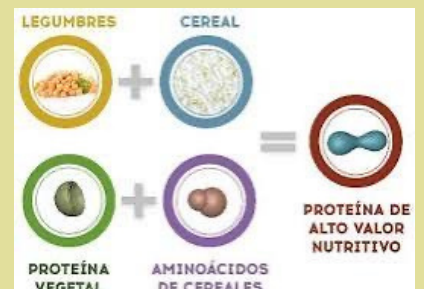 LEGUMBRES
CEREAL
PROTEÍNA DE
ALTO VALOR
NUTRITIVO
PROTEÍNA
VEGETAL
AMINOÁCIDOS
DE CEREALES